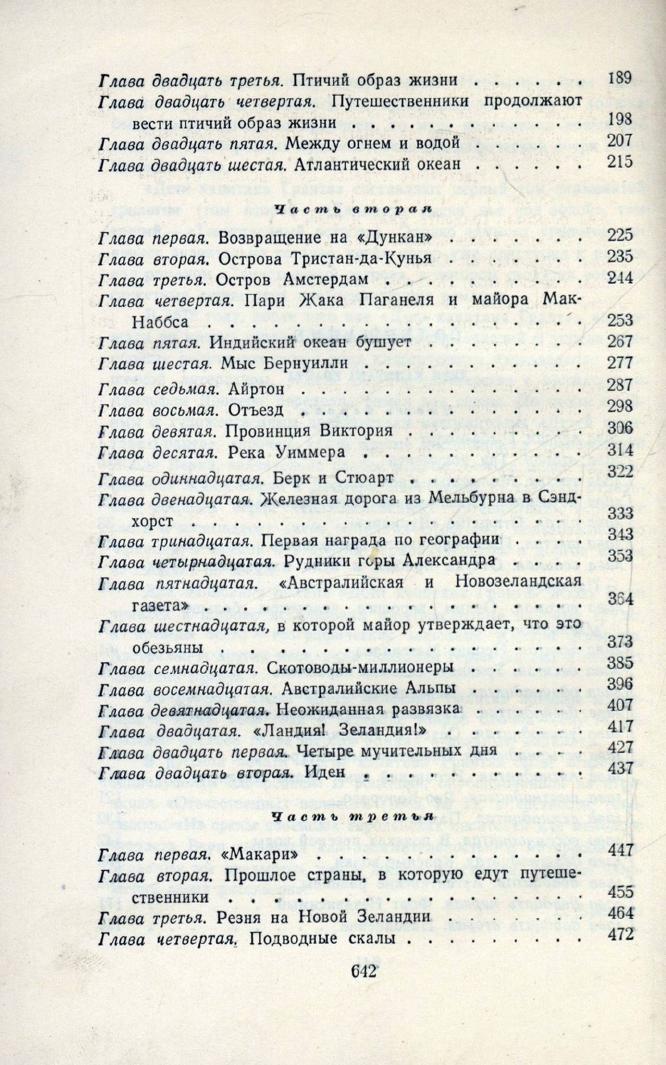 Глава двадцать третья. Птичий образ жизни . . . . . . 189
Глава двадцать четвертая. Путешественники продолжают
вести птичий образ жизни . . . . . . . . . . 198
Глава двадцать пятая. Между огнем и водой . . . . . . 207
Глава двадцать шестая. Атлантический океан . . . . . . 215
Часть вторая
Глава первая. Возвращение на «Дункан» . . . . . . . 225
Глава вторая. Острова Тристан-да-Кунья . . . . . . . 235
Глава третья. Остров Амстердам . . . . . . . . . . 244
Глава четвертая. Пари Жака Паганеля и майора Мак-
Наббса . . . . . . . . . . . . . . . . . 253
Глава пятая. Индийский океан бушует . . . . . . . . 267
Глава шестая. Мыс Бернуилли . . . . . . . . . . . 277
Глава седьмая. Айртон . . . . . . . . . . . . . 287
Глава восьмая. Отъезд . . . . . . . . . . . . . 298
Глава девятая. Провинция Виктория . . . . . . . . . 306
Глава десятая. Река Уиммера . . . . . . . . . . . 314
Глава одиннадцатая. Берк и Стюарт . . . . . . . . . 322
Глава двенадцатая. Железная дорога из Мельбурна в Сэнд-
хорст . . . . . . . . . . . . . . . . . . 333
Глава тринадцатая. Первая награда по географии . . . . 343
Глава четырнадцатая. Рудники горы Александра . . . . . 353
Глава пятнадцатая. «Австралийская и Новозеландская
газета» . . . . . . . . . . . . . . . . . 364
Глава шестнадцатая, в которой майор утверждает, что это
обезьяны . . . . . . . . . . . . . . . . 373
Глава семнадцатая. Скотоводы-миллионеры . . . . . . 385
Глава восемнадцатая. Австралийские Альпы . . . . . . 396
Глава девятнадцатая. Неожиданная развязка . . . . . . 407
Глава двадцатая. «Ландия! Зеландия!» . . . . . . . 417
Глава двадцать первая. Четыре мучительных дня . . . . 427
Глава двадцать вторая. Иден . . . . . . . . . . . 437
Часть третья
Глава первая. «Макари» . . . . . . . . . . . . . 447
Глава вторая. Прошлое страны, в которую едут путеше-
ственники . . . . . . . . . . . . . . . . 455
Глава третья. Резня на Новой Зеландии . . . . . . . 464
Глава четвертая. Подводные скалы . . . . . . . . . 472
642